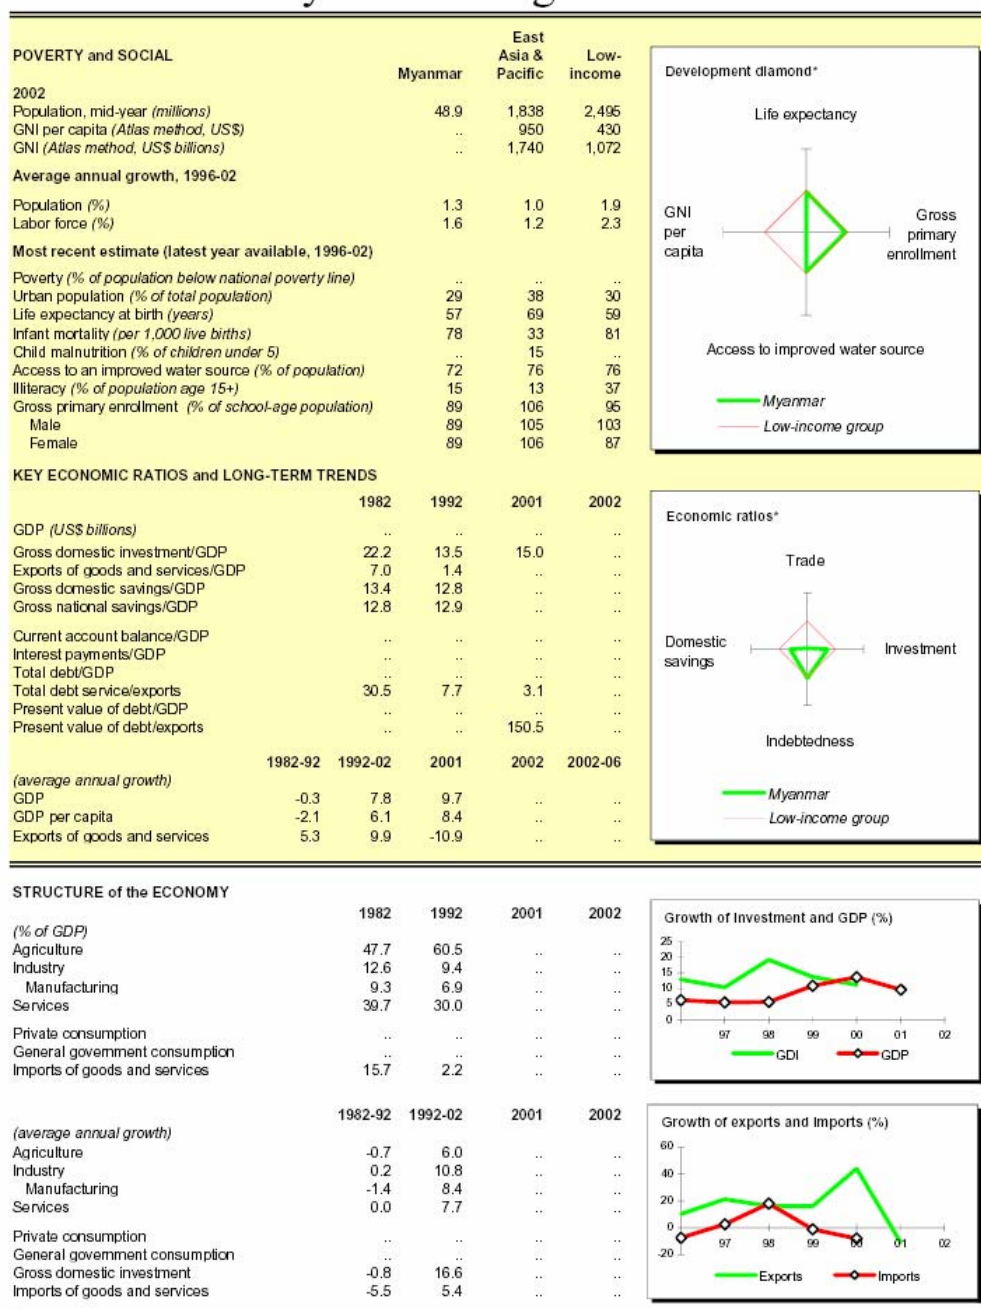 POVERTY and SOCIAL
Myanmar
East Asia & Pacific
Low-income
2002
Population, mid-year (millions) 48.9 1,838 2,495
GNI per capita (Atlas method, US$) .. 950 430
GNI (Atlas method, US$ billions) .. 1,740 1,072
Average annual growth, 1996-02
Population (%) 1.3 1.0 1.9
Labor force (%) 1.6 1.2 2.3
Most recent estimate (latest year available, 1996-02)
Poverty (% of population below national poverty line) .. .. ..
Urban population (% of total population) 29 38 30
Life expectancy at birth (years) 57 69 59
Infant mortality (per 1,000 live births) 78 33 81
Child malnutrition (% of children under 5) .. 15 ..
Access to an improved water source (% of population) 72 76 76
Illiteracy (% of population age 15+) 15 13 37
Gross primary enrollment (% of school-age population) 89 106 95
Male 89 105 103
Female 89 106 87
Development diamond*
Life expectancy
GNI per capita
Gross primary enrollment
Access to improved water source
Myanmar
Low-income group
KEY ECONOMIC RATIOS and LONG-TERM TRENDS
1982 1992 2001 2002
GDP (US$ billions) .. .. .. ..
Gross domestic investment/GDP 22.2 13.5 15.0 ..
Exports of goods and services/GDP 7.0 1.4 .. ..
Gross domestic savings/GDP 13.4 12.8 .. ..
Gross national savings/GDP 12.8 12.9 .. ..
Current account balance/GDP .. .. .. ..
Interest payments/GDP .. .. .. ..
Total debt/GDP .. .. .. ..
Total debt service/exports 30.5 7.7 3.1 ..
Present value of debt/GDP .. .. .. ..
Present value of debt/exports .. .. 150.5 ..
1982-92 1992-02 2001 2002 2002-06
(average annual growth)
GDP -0.3 7.8 9.7 .. ..
GDP per capita -2.1 6.1 8.4 .. ..
Exports of goods and services 5.3 9.9 -10.9 .. ..
Economic ratios*
Trade
Domestic savings
Investment
Indebtedness
Myanmar
Low-income group
STRUCTURE of the ECONOMY
1982 1992 2001 2002
(% of GDP)
Agriculture 47.7 60.5 .. ..
Industry 12.6 9.4 .. ..
Manufacturing 9.3 6.9 .. ..
Services 39.7 30.0 .. ..
Private consumption .. .. .. ..
General government consumption .. .. .. ..
Imports of goods and services 15.7 2.2 .. ..
Growth of Investment and GDP (%)
25
20
15
10
5
0
97 98 99 00 01 02
GDI GDP
1982-92 1992-02 2001 2002
(average annual growth)
Agriculture -0.7 6.0 .. ..
Industry 0.2 10.8 .. ..
Manufacturing -1.4 8.4 .. ..
Services 0.0 7.7 .. ..
Private consumption .. .. .. ..
General government consumption .. .. .. ..
Gross domestic investment -0.8 16.6 .. ..
Imports of goods and services -5.5 5.4 .. ..
Growth of exports and Imports (%)
60
40
20
0
-20
97 98 99 00 01 02
Exports Imports